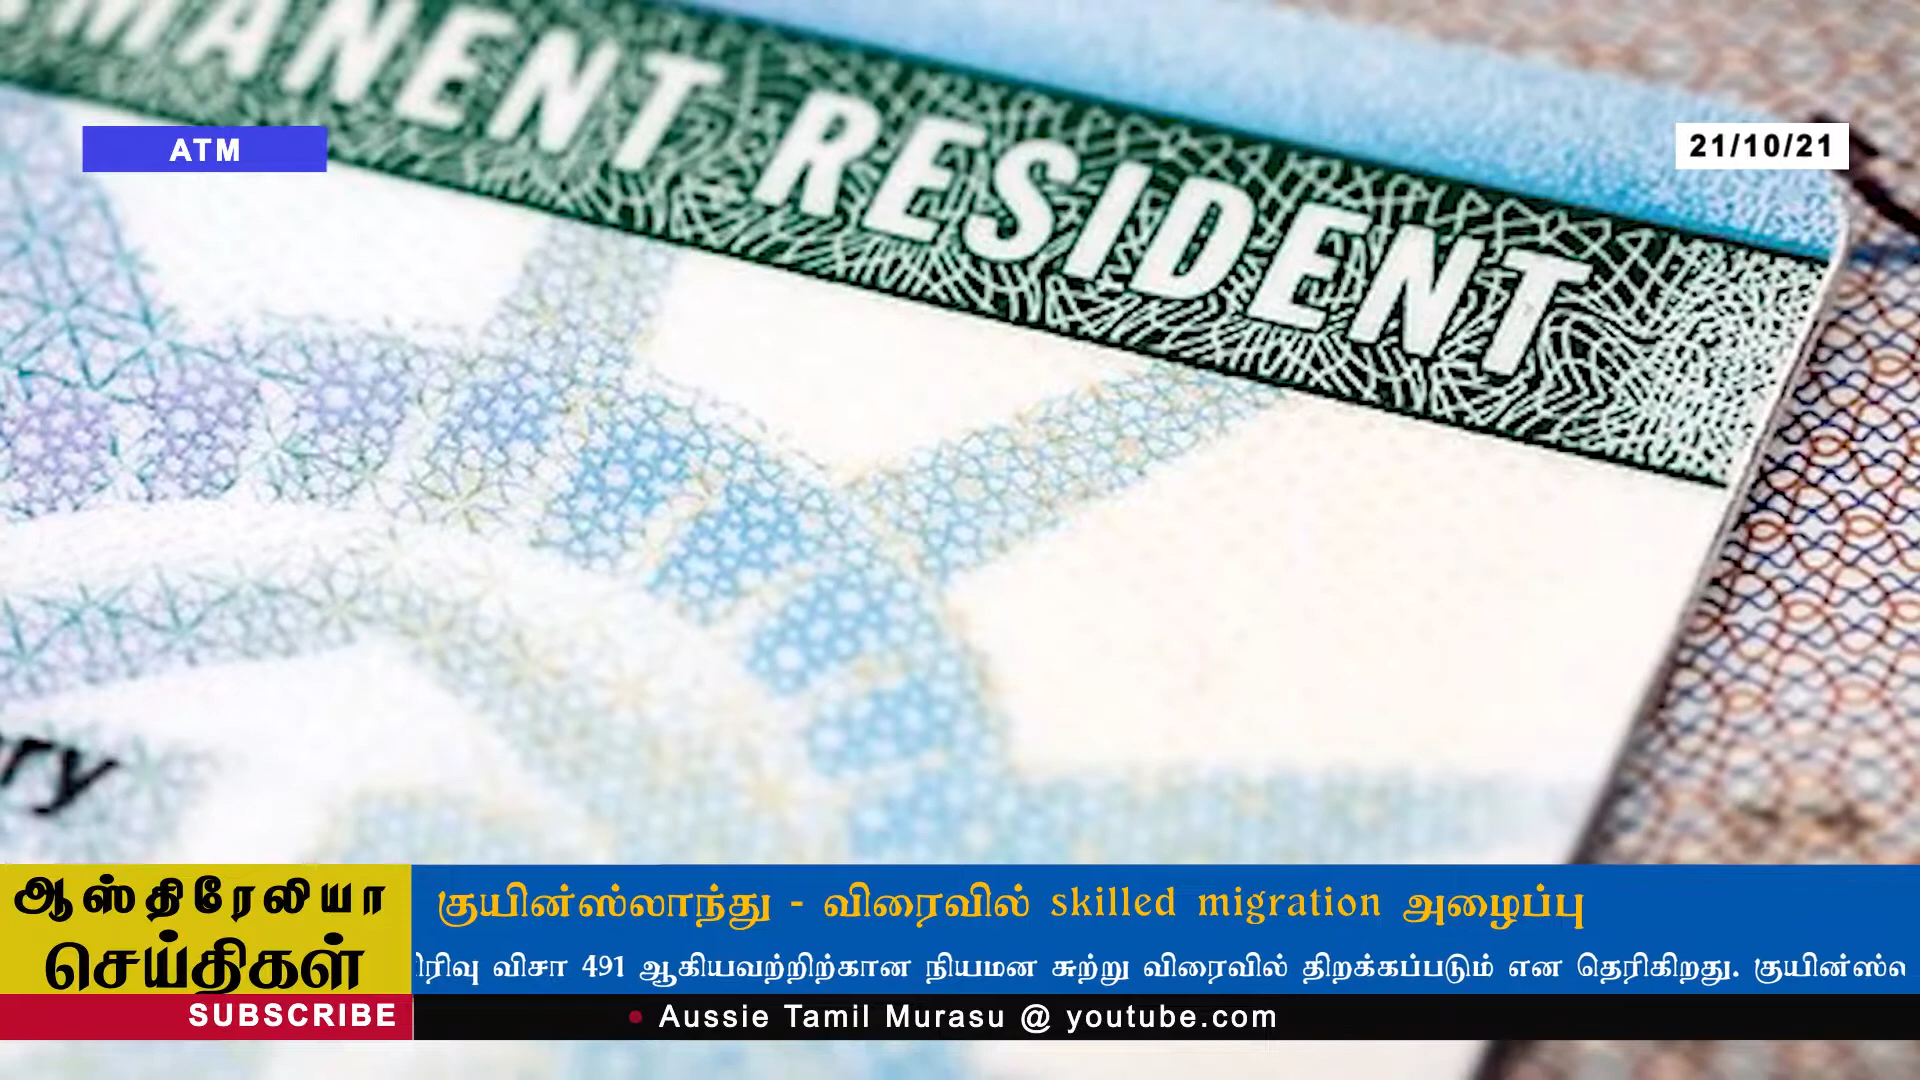 RESIDENT
ATM
21/10/21
ஆஸ்திரேலியா
செய்திகள்
குயின்ஸ்லாந்து - விரைவில் skilled migration அழைப்பு
விசா 491 ஆகியவற்றிற்கான நியமன சுற்று விரைவில் திறக்கப்படும் என தெரிகிறது.
SUBSCRIBE
• Aussie Tamil Murasu @ youtube.com